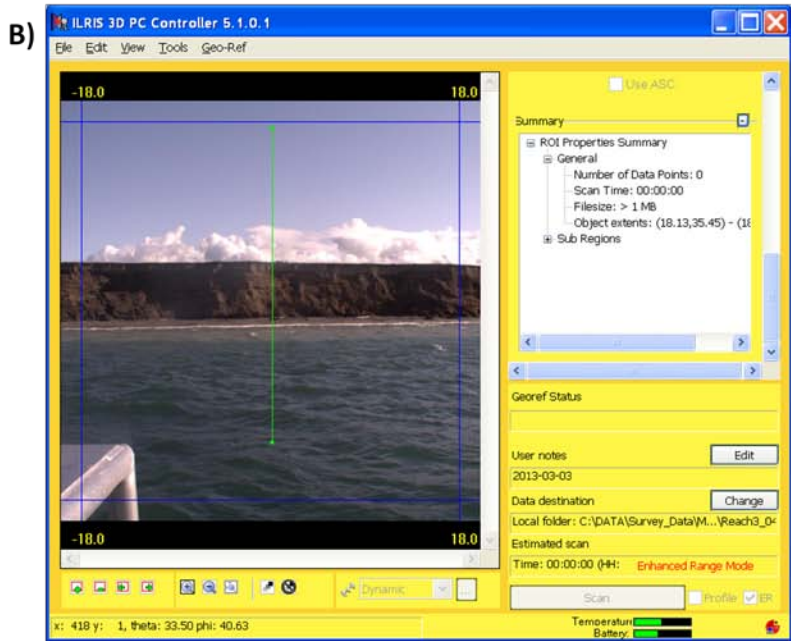 B)
ILRIS 3D PC Controller 5.1.0.1
File Edit View Tools Geo-Ref
-18.0 18.0
-18.0 18.0
Dynamic ...
x: 418 y: 1, theta: 33.50 phi: 40.63
Use ASC
Summary
ROI Properties Summary
General
Number of Data Points: 0
Scan Time: 00:00:00
Filesize: > 1 MB
Object extents: (18.13,35.45) - (18
Sub Regions
Georef Status
User notes Edit
2013-03-03
Data destination Change
Local folder: C:\DATA\Survey_Data\M...\Reach3_04
Estimated scan
Time: 00:00:00 (HH: Enhanced Range Mode
Scan Profile ER
Temperature
Battery: